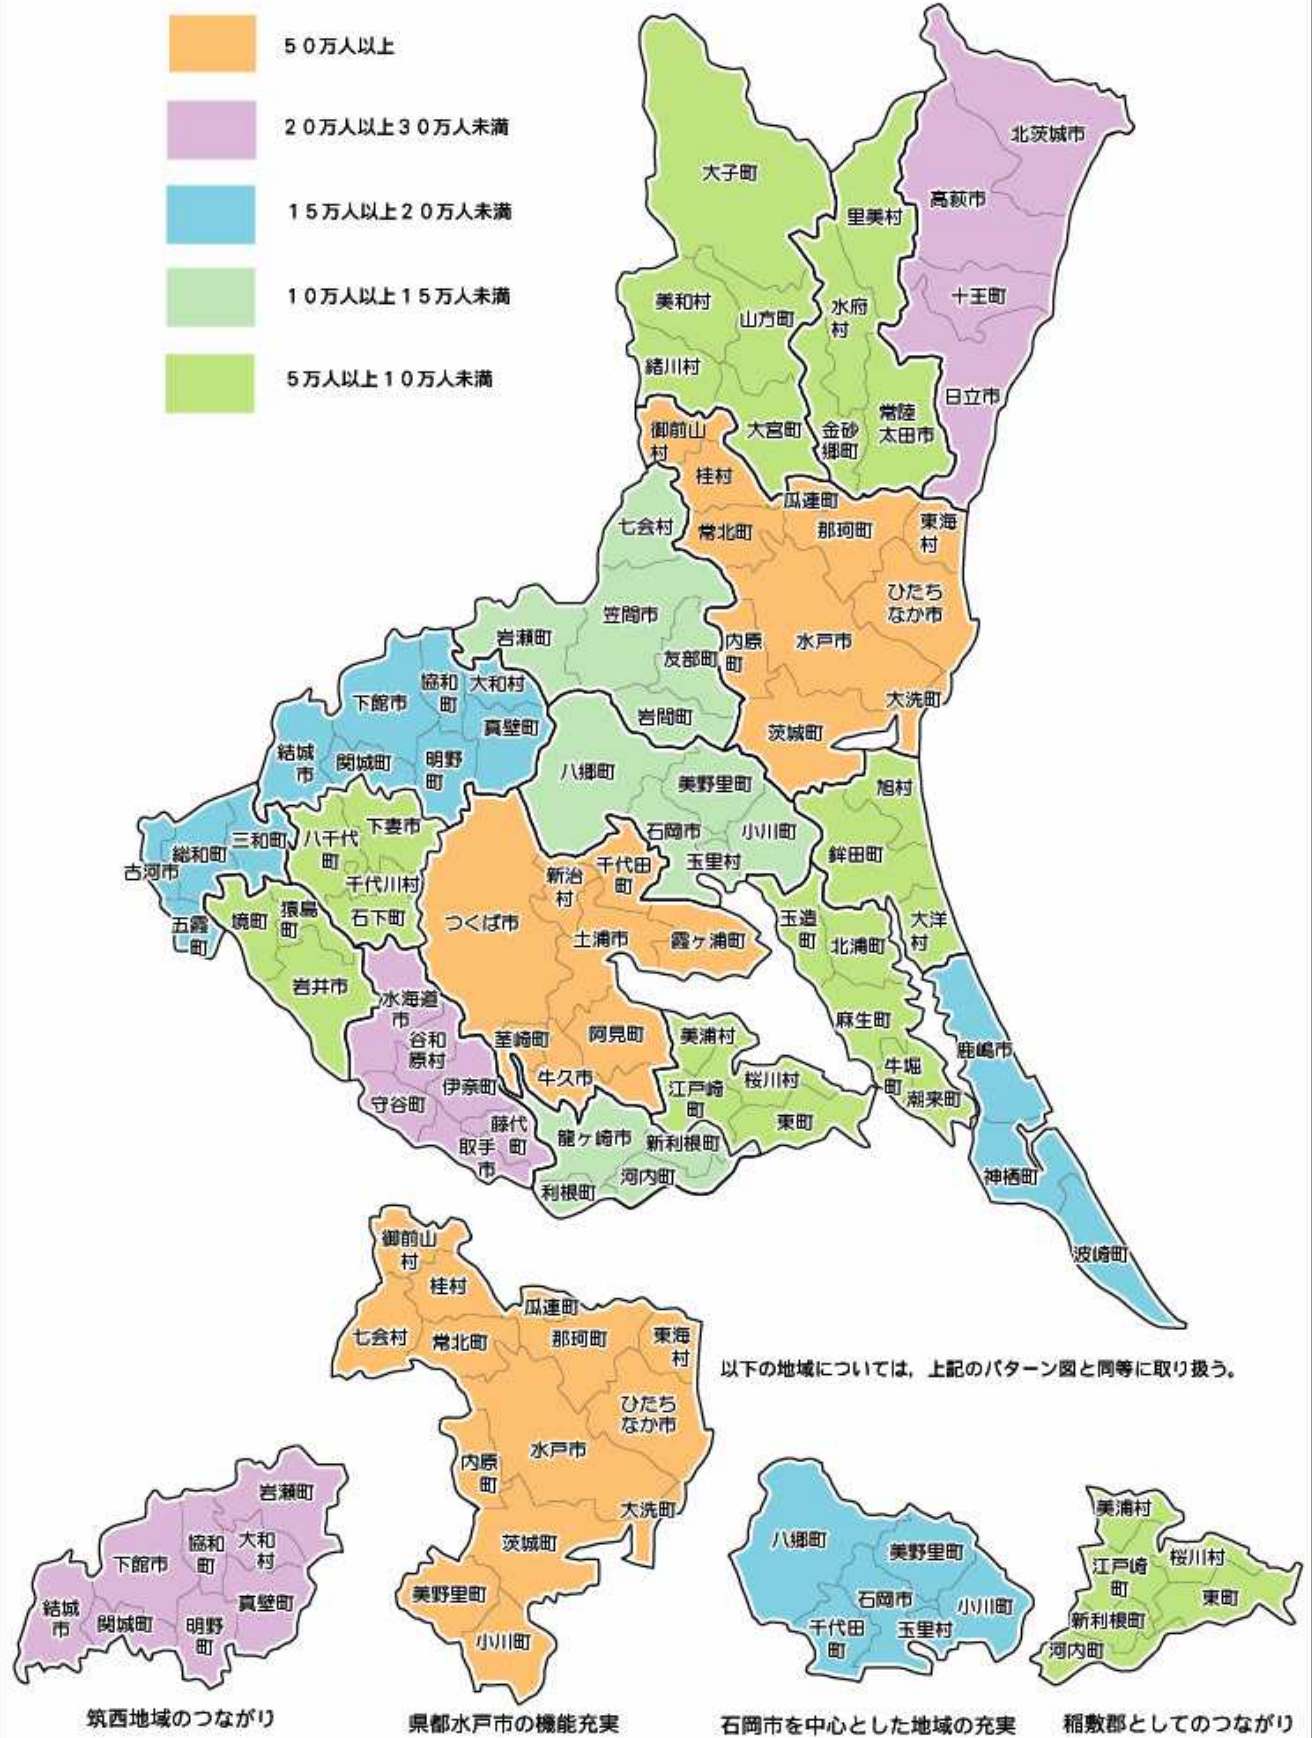 ５０万人以上
２０万人以上３０万人未満
１５万人以上２０万人未満
１０万人以上１５万人未満
５万人以上１０万人未満
北茨城市
大子町
高萩市
里美村
十王町
美和村
山方町
水府
村
緒川村
日立市
常陸
太田市
御前山
村
大宮町
金砂
郷町
桂村
瓜連町
七会村
常北町
那珂町
東海
村
ひたち
なか市
笠間市
岩瀬町
内原
町
水戸市
友部町
協和
町
大和村
下館市
大洗町
岩間町
真壁町
茨城町
結城
市
関城町
明野
町
八郷町
美野里町
旭村
三和町
八千代
町
下妻市
石岡市
小川町
総和町
古河市
千代田
町
玉里村
鉾田町
新治
村
千代川村
五霞
町
境町
猿島
町
石下町
つくば市
土浦市
霞ヶ浦町
玉造
町
北浦町
大洋
村
岩井市
水海道
市
麻生町
谷和
原村
茎崎町
阿見町
美浦村
鹿嶋市
伊奈町
牛久市
江戸崎
町
桜川村
牛堀
町
潮来町
守谷町
藤代
町
取手
市
龍ヶ崎市
新利根町
東町
利根町
河内町
神栖町
波崎町
以下の地域については，上記のパターン図と同等に取り扱う。
岩瀬町
協和
町
大和
村
下館市
結城
市
関城町
明野
町
真壁町
筑西地域のつながり
御前山
村
桂村
瓜連町
七会村
常北町
那珂町
東海
村
ひたち
なか市
水戸市
内原
町
大洗町
茨城町
美野里町
小川町
県都水戸市の機能充実
八郷町
美野里町
石岡市
小川町
千代田
町
玉里村
石岡市を中心とした地域の充実
美浦村
江戸崎
町
桜川村
東町
新利根町
河内町
稲敷郡としてのつながり